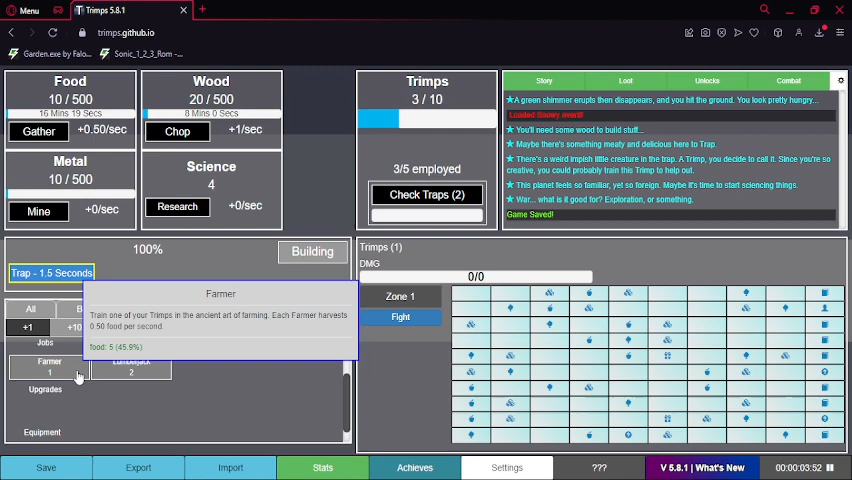 Menu
Trimps 5.8.1
trimps.github.io
Garden.exe by Falo...
Sonic_1_2_3_Rom -...
Food
10 / 500
16 Mins 19 Secs
Gather
+0.50/sec
Wood
20 / 500
8 Mins 0 Secs
Chop
+1/sec
Metal
10 / 500
Mine
+0/sec
Science
4
Research
+0/sec
Trimps
3 / 10
3/5 employed
Check Traps (2)
Story
Loot
Unlocks
Combat
A green shimmer erupts then disappears, and you hit the ground. You look pretty hungry...
Loaded Snowy event!
You'll need some wood to build stuff...
Maybe there's something meaty and delicious here to Trap.
There's a weird impish little creature in the trap. A Trimp, you decide to call it. Since you're so
creative, you could probably train this Trimp to help out.
This planet feels so familiar, yet so foreign. Maybe it's time to start sciencing things.
War... what is it good for? Exploration, or something.
Game Saved!
100%
Building
Trap - 1.5 Seconds
All
+1
+10
Jobs
Farmer
Train one of your Trimps in the ancient art of farming. Each Farmer harvests
0.50 food per second.
food: 5 (45.9%)
Farmer
1
Lumberjack
2
Upgrades
Equipment
Trimps (1)
DMG
0/0
Zone 1
Fight
Save
Export
Import
Stats
Achieves
Settings
???
V 5.8.1 | What's New
00:00:03:52